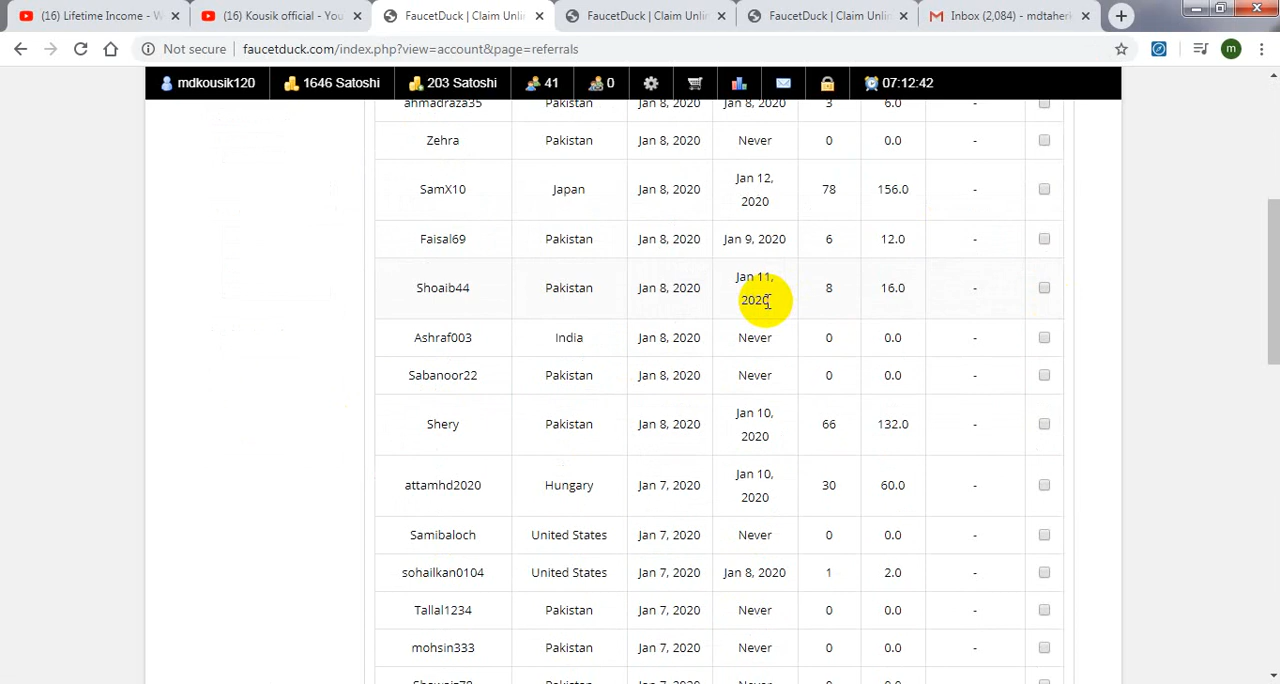 (16) Lifetime Income - W
(16) Kousik official - You
FaucetDuck | Claim Unli
FaucetDuck | Claim Unli
FaucetDuck | Claim Unli
Inbox (2,084) - mdtaher
Not secure | faucetduck.com/index.php?view=account&page=referrals
m
mdkousik120 1646 Satoshi 203 Satoshi 41 0 07:12:42
ahmadraza35 Pakistan Jan 8, 2020 Jan 8, 2020 3 6.0 -
Zehra Pakistan Jan 8, 2020 Never 0 0.0 -
SamX10 Japan Jan 8, 2020 Jan 12, 2020 78 156.0 -
Faisal69 Pakistan Jan 8, 2020 Jan 9, 2020 6 12.0 -
Shoaib44 Pakistan Jan 8, 2020 Jan 11, 2020 8 16.0 -
Ashraf003 India Jan 8, 2020 Never 0 0.0 -
Sabanoor22 Pakistan Jan 8, 2020 Never 0 0.0 -
Shery Pakistan Jan 8, 2020 Jan 10, 2020 66 132.0 -
attamhd2020 Hungary Jan 7, 2020 Jan 10, 2020 30 60.0 -
Samibaloch United States Jan 7, 2020 Never 0 0.0 -
sohailkan0104 United States Jan 7, 2020 Jan 8, 2020 1 2.0 -
Tallal1234 Pakistan Jan 7, 2020 Never 0 0.0 -
mohsin333 Pakistan Jan 7, 2020 Never 0 0.0 -